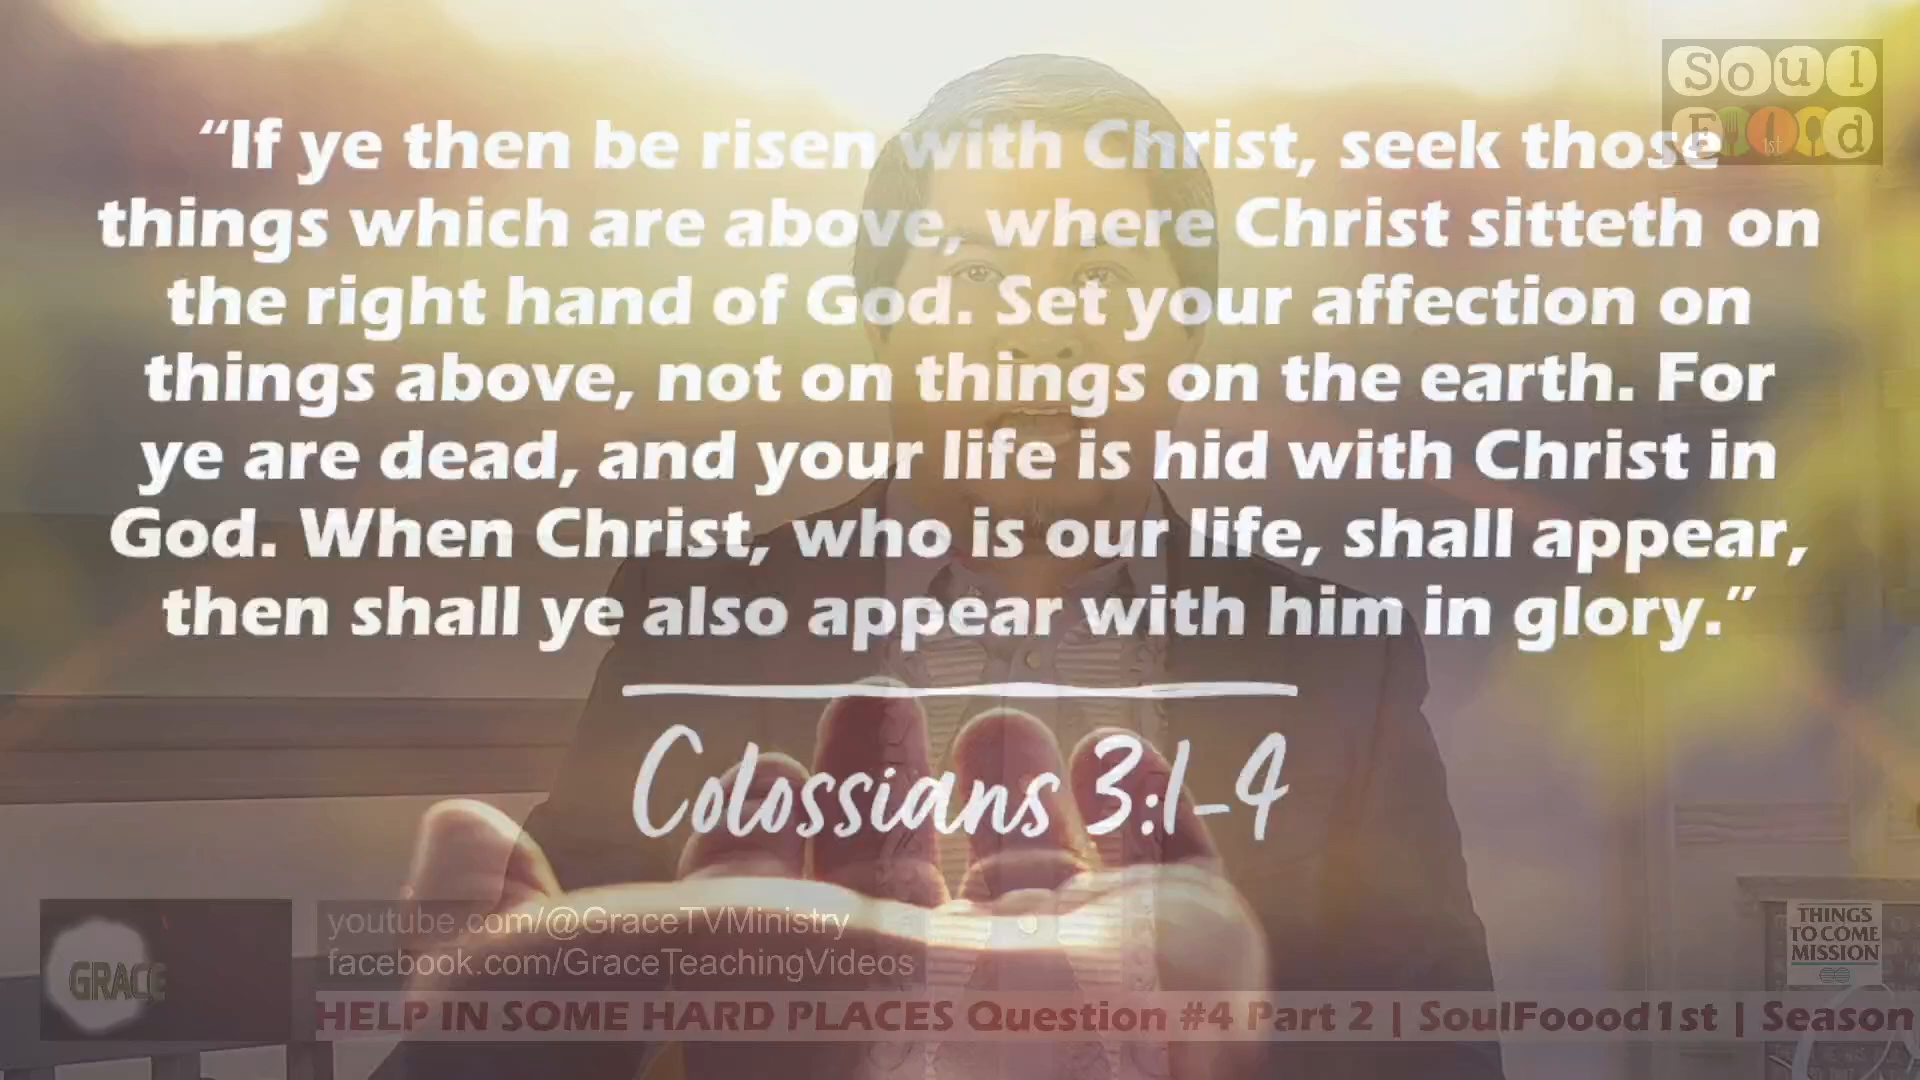 Soul
Foood
1st
“If ye then be risen with Christ, seek those
things which are above, where Christ sitteth on
the right hand of God. Set your affection on
things above, not on things on the earth. For
ye are dead, and your life is hid with Christ in
God. When Christ, who is our life, shall appear,
then shall ye also appear with him in glory.”
Colossians 3:1-4
GRACE
youtube.com/@GraceTVMinistry
facebook.com/GraceTeachingVideos
THINGS
TO COME
MISSION
HELP IN SOME HARD PLACES Question #4 Part 2 | SoulFoood1st | Season